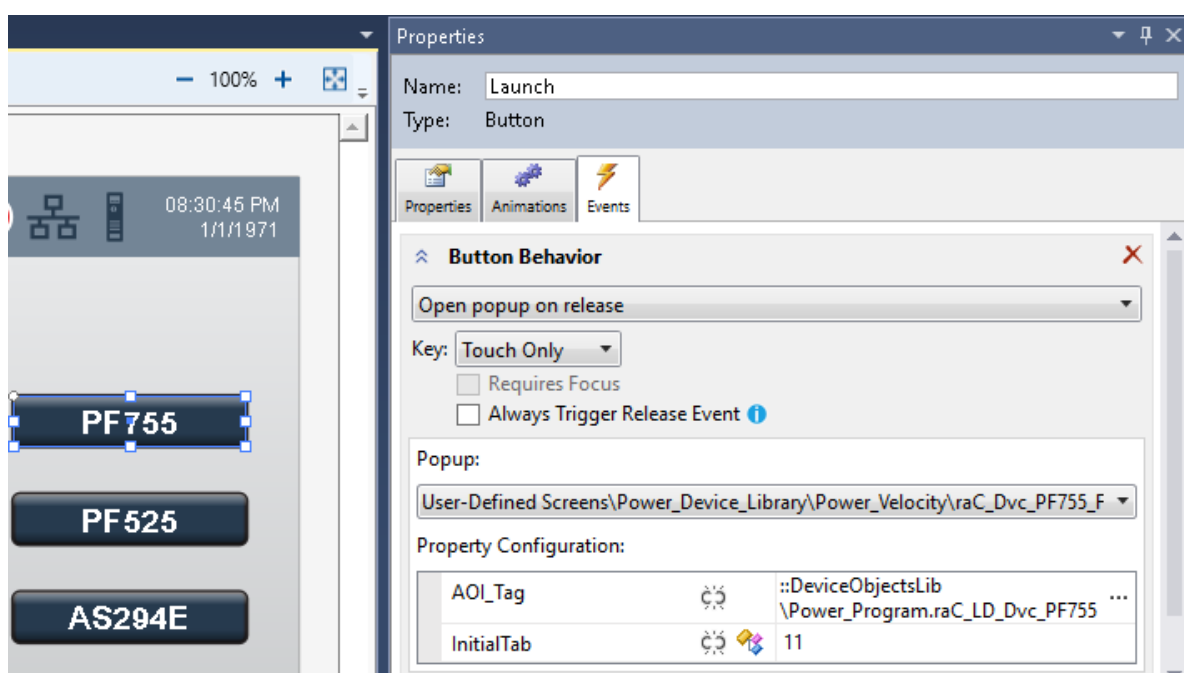 Properties
100%
Name: Launch
Type: Button
Properties Animations Events
08:30:45 PM
1/1/1971
Button Behavior
Open popup on release
Key: Touch Only
Requires Focus
Always Trigger Release Event
PF755
Popup:
User-Defined Screens\Power_Device_Library\Power_Velocity\raC_Dvc_PF755_F
PF525
Property Configuration:
AOI_Tag ::DeviceObjectsLib ...
\Power_Program.raC_LD_Dvc_PF755
AS294E
InitialTab 11